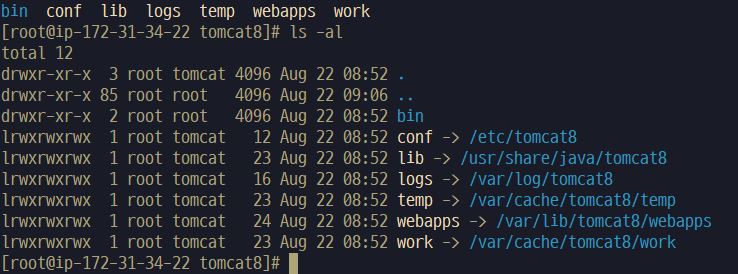 bin conf lib logs temp webapps work
[root@ip-172-31-34-22 tomcat8]# ls -al
total 12
drwxr-xr-x 3 root tomcat 4096 Aug 22 08:52 .
drwxr-xr-x 85 root root 4096 Aug 22 09:06 ..
drwxr-xr-x 2 root root 4096 Aug 22 08:52 bin
lrwxrwxrwx 1 root tomcat 12 Aug 22 08:52 conf -> /etc/tomcat8
lrwxrwxrwx 1 root tomcat 23 Aug 22 08:52 lib -> /usr/share/java/tomcat8
lrwxrwxrwx 1 root tomcat 16 Aug 22 08:52 logs -> /var/log/tomcat8
lrwxrwxrwx 1 root tomcat 23 Aug 22 08:52 temp -> /var/cache/tomcat8/temp
lrwxrwxrwx 1 root tomcat 24 Aug 22 08:52 webapps -> /var/lib/tomcat8/webapps
lrwxrwxrwx 1 root tomcat 23 Aug 22 08:52 work -> /var/cache/tomcat8/work
[root@ip-172-31-34-22 tomcat8]#